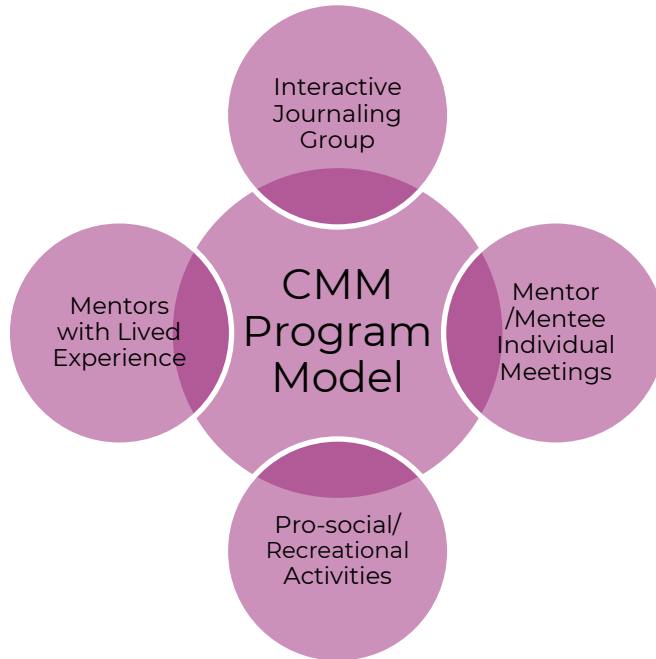 Interactive
Journaling
Group
Mentors
with Lived
Experience
CMM
Program
Model
Mentor
/Mentee
Individual
Meetings
Pro-social/
Recreational
Activities